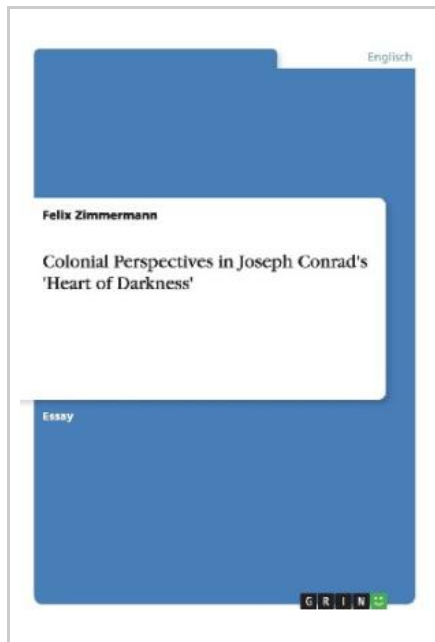 Englisch
Felix Zimmermann
Colonial Perspectives in Joseph Conrad's
'Heart of Darkness'
Essay
GRIN